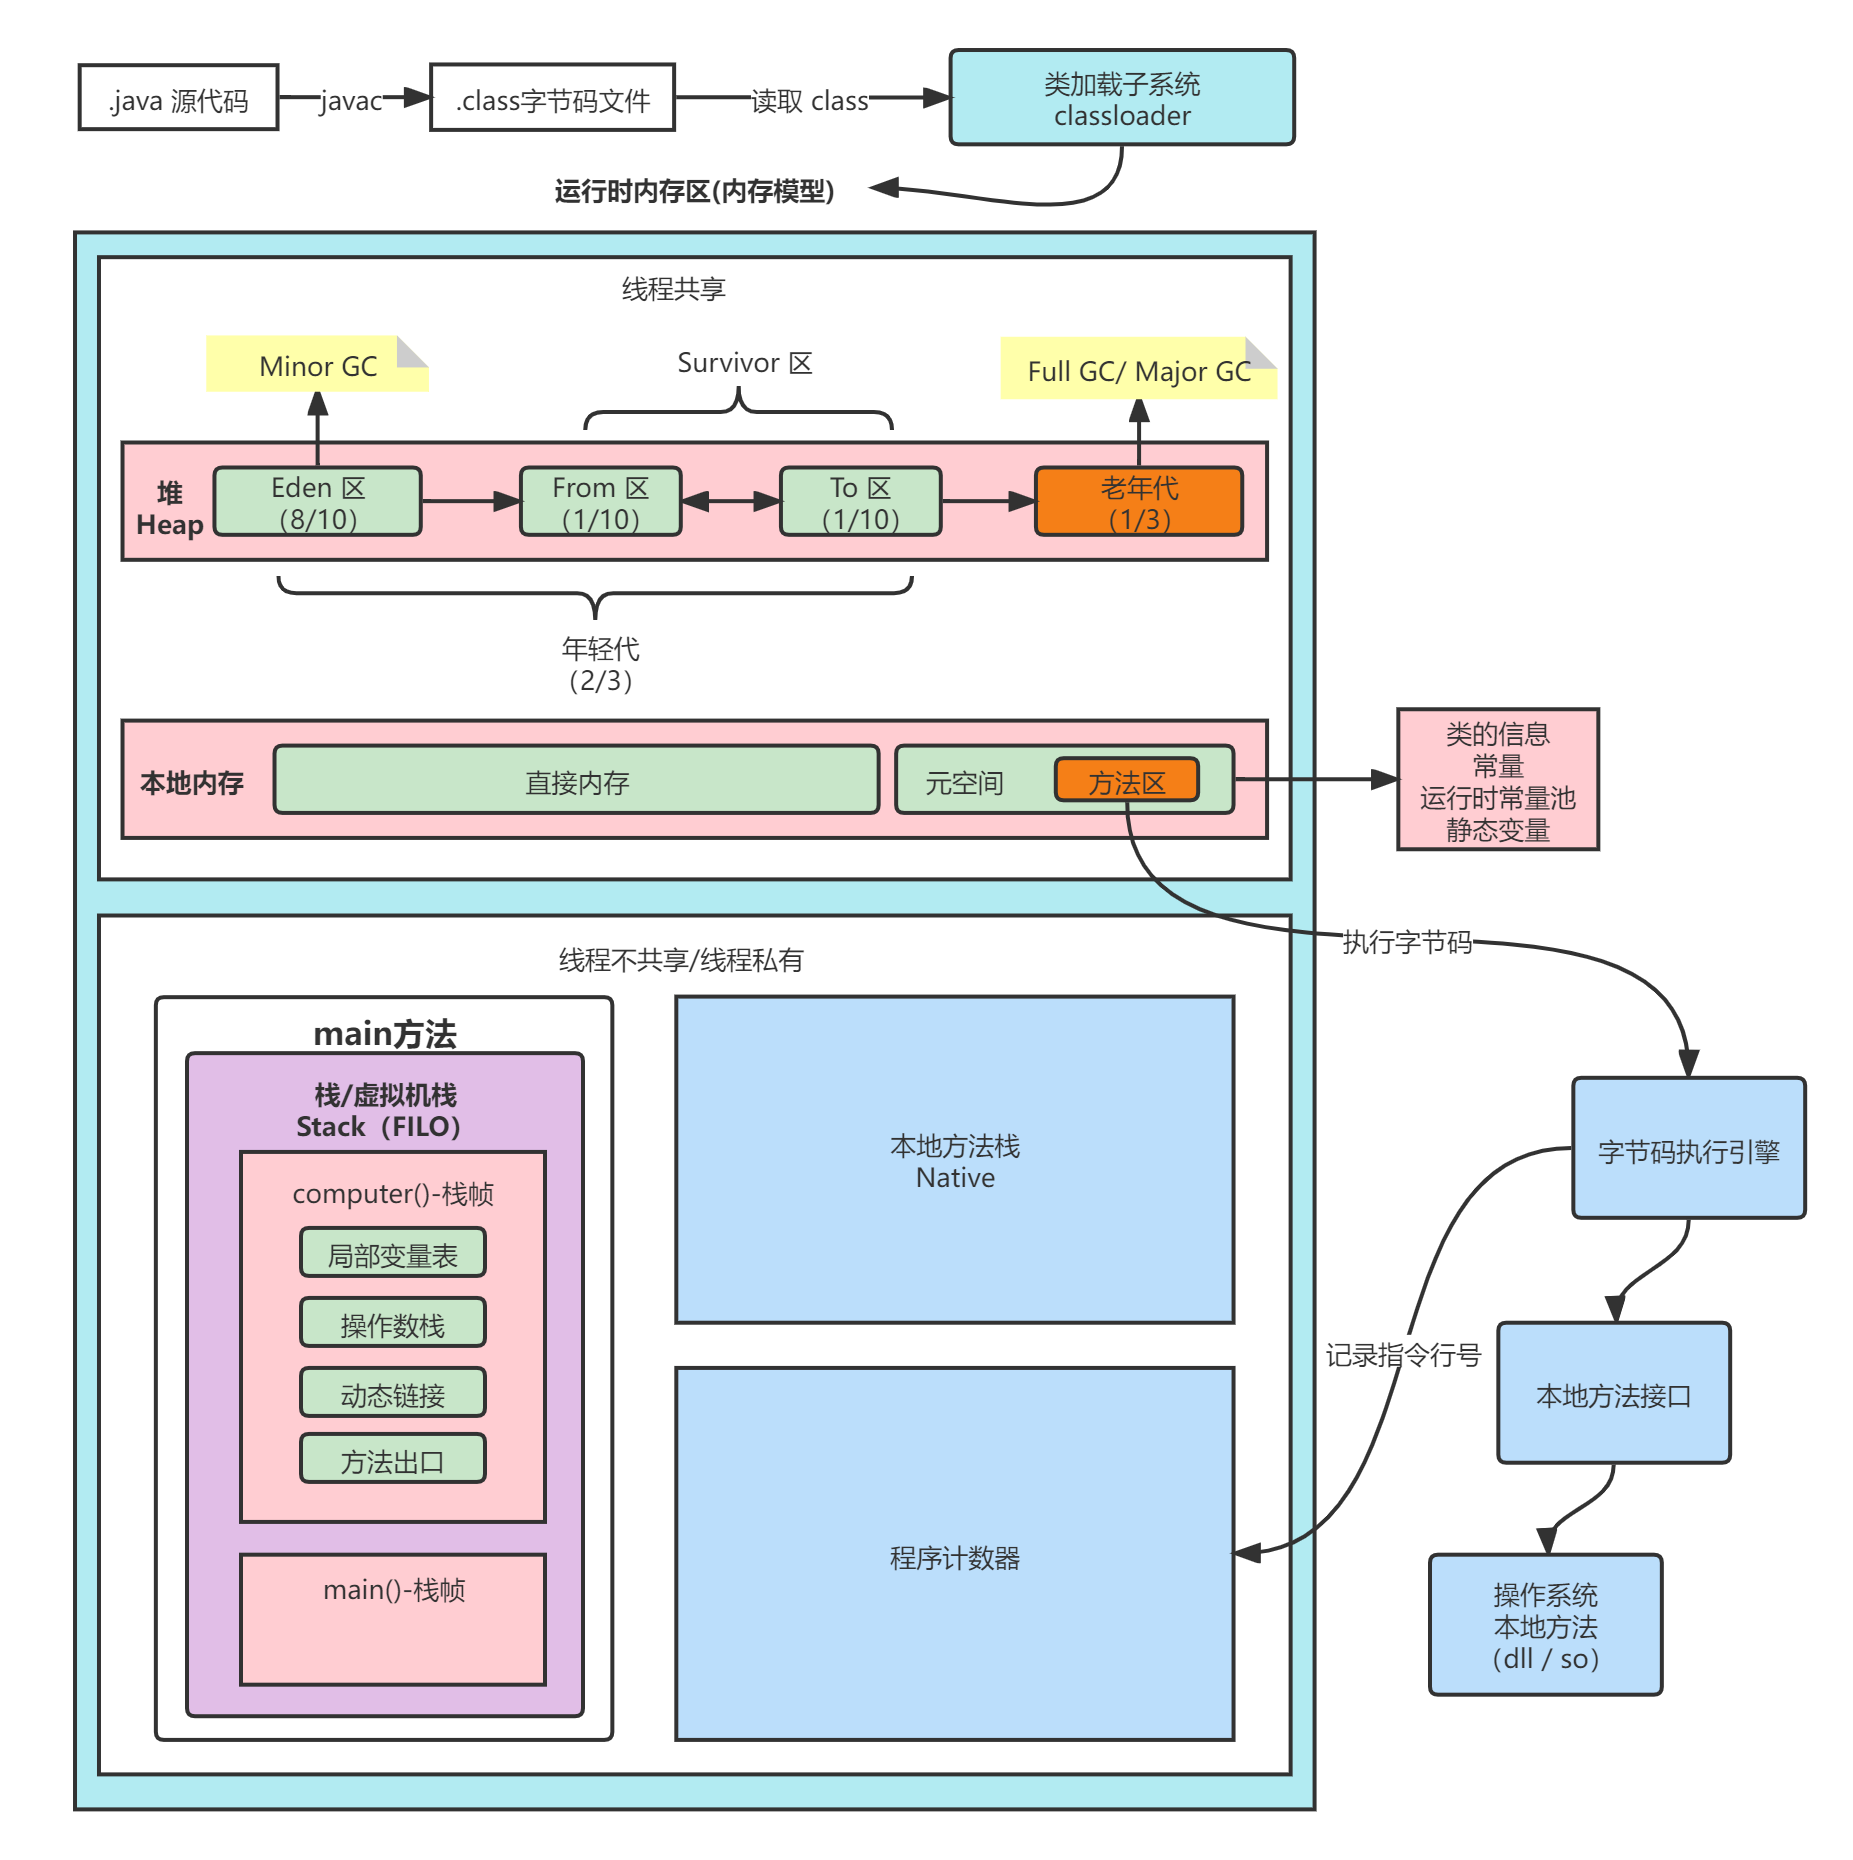 .java 源代码
javac
.class字节码文件
读取 class
类加载子系统
classloader
运行时内存区(内存模型)
线程共享
Minor GC
Survivor 区
Full GC/ Major GC
堆
Heap
Eden 区
（8/10）
From 区
（1/10）
To 区
（1/10）
老年代
（1/3）
年轻代
（2/3）
本地内存
直接内存
元空间
方法区
类的信息
常量
运行时常量池
静态变量
执行字节码
线程不共享/线程私有
main方法
栈/虚拟机栈
Stack（FILO）
computer()-栈帧
局部变量表
操作数栈
动态链接
方法出口
main()-栈帧
本地方法栈
Native
程序计数器
字节码执行引擎
记录指令行号
本地方法接口
操作系统
本地方法
（dll / so）